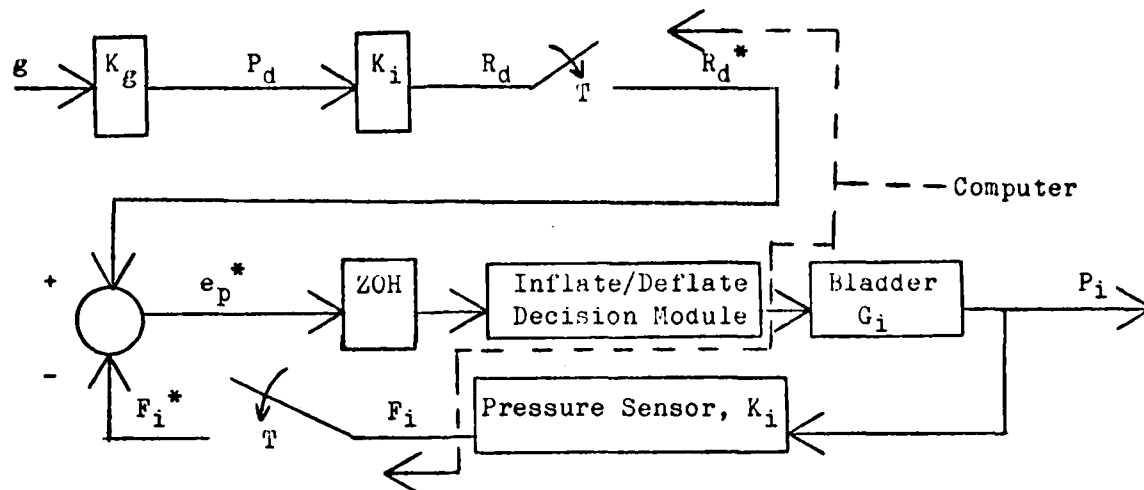 g
K_g
P_d
K_i
R_d
T
R_d*
Computer
+
e_p*
ZOH
Inflate/Deflate
Decision Module
Bladder
G_i
P_i
-
F_i*
T
F_i
Pressure Sensor, K_i